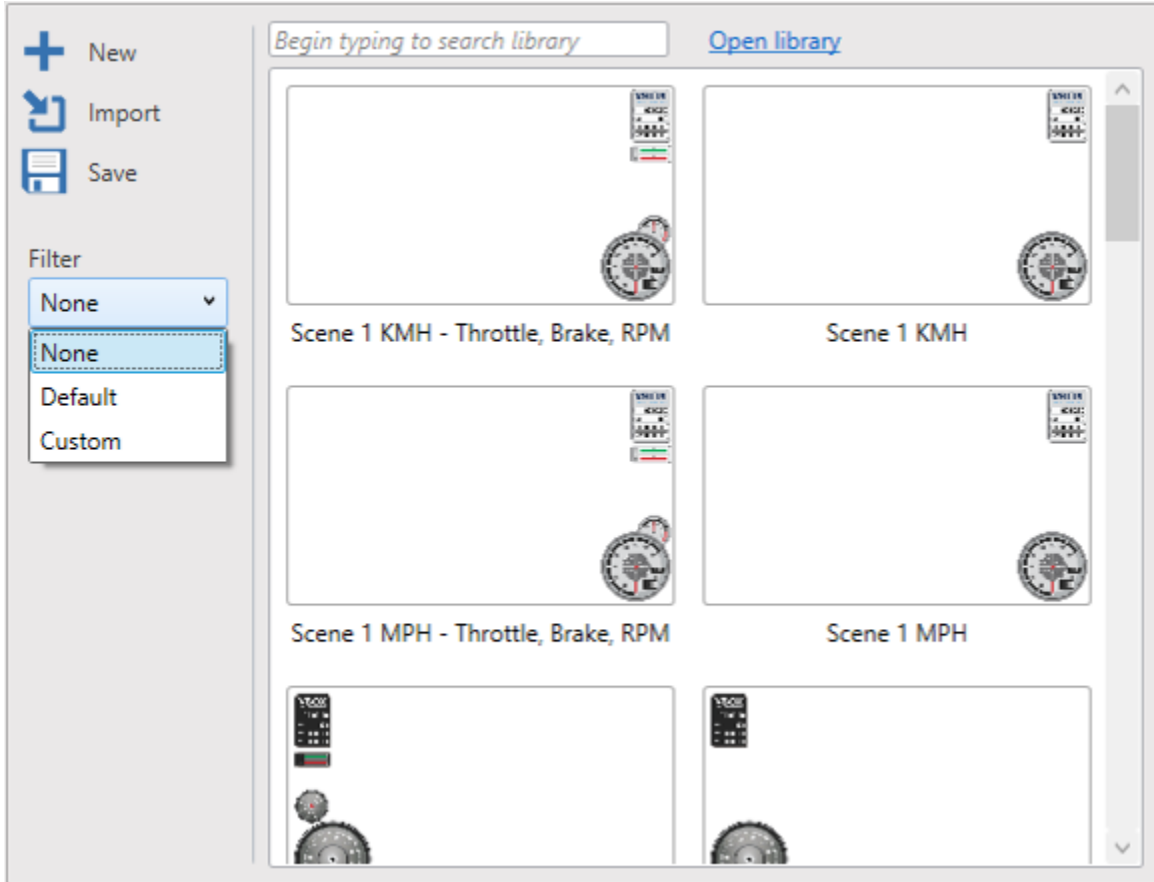 New
Import
Save
Filter
None
None
Default
Custom
Begin typing to search library
Open library
Scene 1 KMH - Throttle, Brake, RPM
Scene 1 KMH
Scene 1 MPH - Throttle, Brake, RPM
Scene 1 MPH